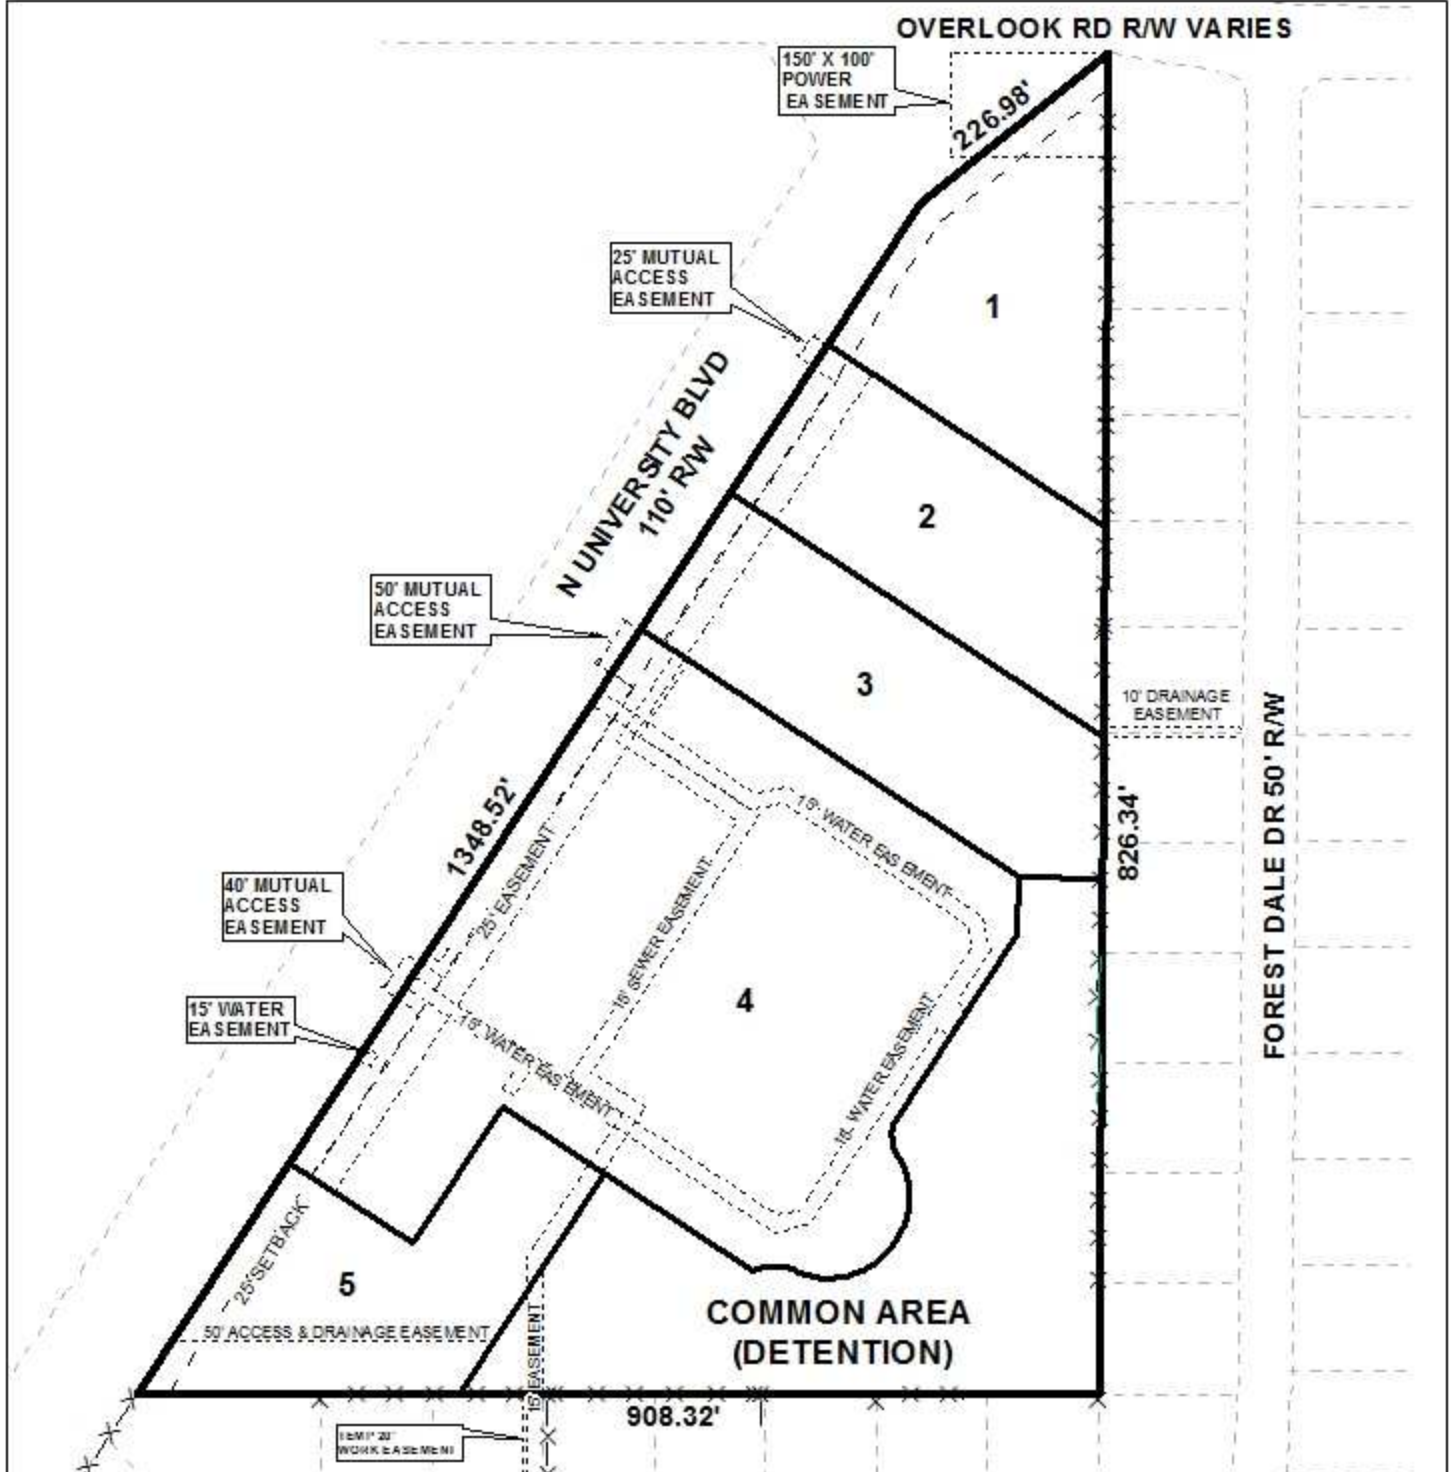 OVERLOOK RD R/W VARIES
150' X 100'
POWER
EASEMENT
226.98'
25' MUTUAL
ACCESS
EASEMENT
1
N UNIVERSITY BLVD
110' R/W
2
50' MUTUAL
ACCESS
EASEMENT
3
10' DRAINAGE
EASEMENT
FOREST DALE DR 50' R/W
1348.52'
826.34'
15' WATER EASEMENT
25' EASEMENT
15' SEWER EASEMENT
40' MUTUAL
ACCESS
EASEMENT
4
15' WATER
EASEMENT
15' WATER EASEMENT
15' WATER EASEMENT
25' SETBACK
5
50' ACCESS & DRAINAGE EASEMENT
COMMON AREA
(DETENTION)
15' EASEMENT
908.32'
TEMP 20'
WORK EASEMENT